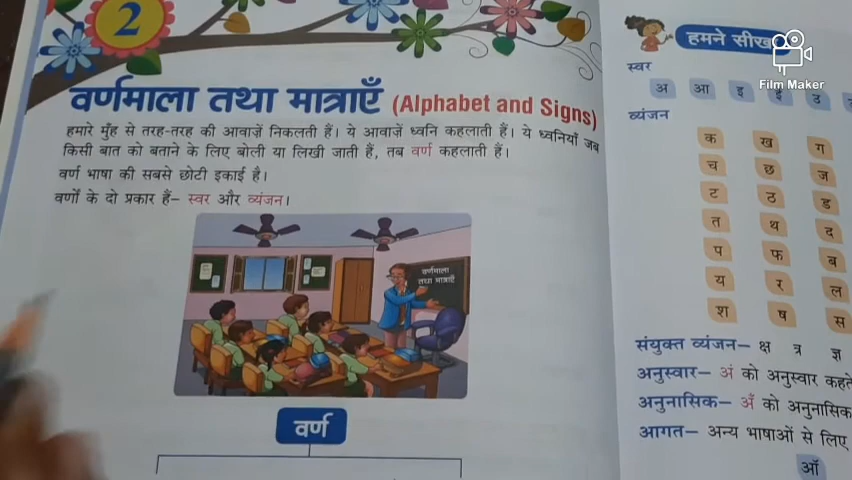 2
वर्णमाला तथा मात्राएँ (Alphabet and Signs)
हमारे मुँह से तरह-तरह की आवाज़ें निकलती हैं। ये आवाज़ें ध्वनि कहलाती हैं। ये ध्वनियाँ जब
किसी बात को बताने के लिए बोली या लिखी जाती हैं, तब वर्ण कहलाती हैं।
वर्ण भाषा की सबसे छोटी इकाई है।
वर्णों के दो प्रकार हैं– स्वर और व्यंजन।
वर्णमाला
तथा मात्राएँ
वर्ण
हमने सीखा
Film Maker
स्वर
अ आ इ ई उ
व्यंजन
क ख ग
च छ ज
ट ठ ड
त थ द
प फ ब
य र ल
श ष स
संयुक्त व्यंजन– क्ष त्र ज्ञ
अनुस्वार– अं को अनुस्वार कहते
अनुनासिक– अँ को अनुनासिक
आगत– अन्य भाषाओं से लिए
ऑ